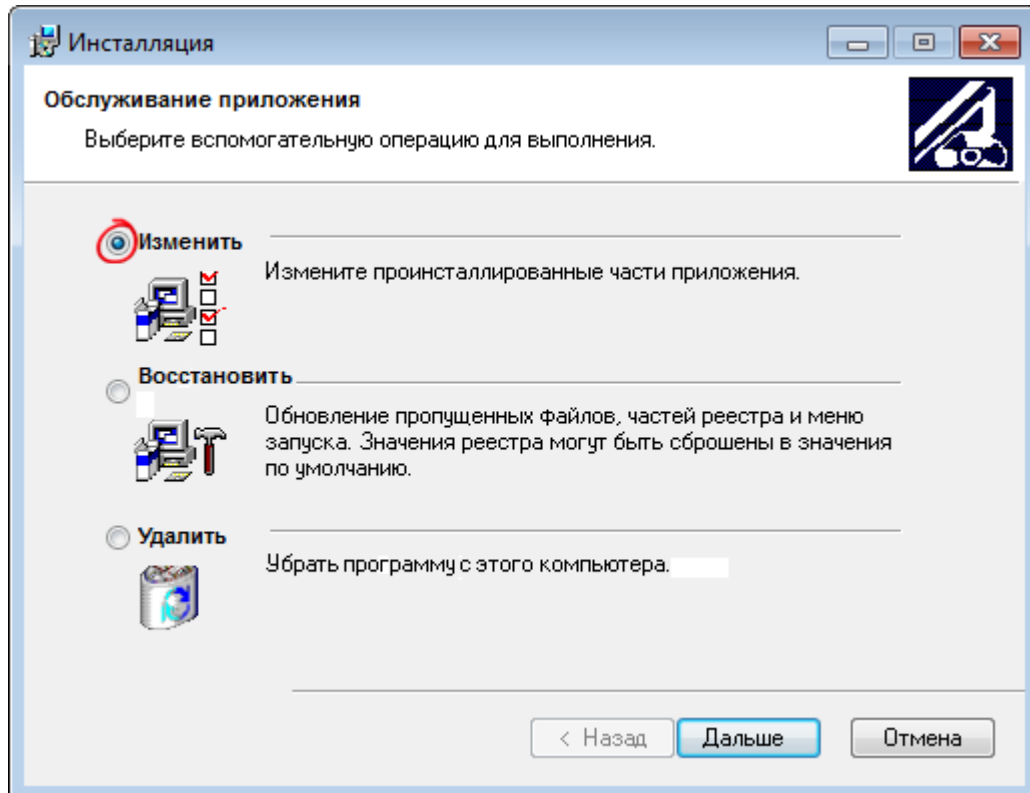 Инсталляция
Обслуживание приложения
Выберите вспомогательную операцию для выполнения.
Изменить
Измените проинсталлированные части приложения.
Восстановить
Обновление пропущенных файлов, частей реестра и меню
запуска. Значения реестра могут быть сброшены в значения
по умолчанию.
Удалить
Убрать программу с этого компьютера.
< Назад
Дальше
Отмена